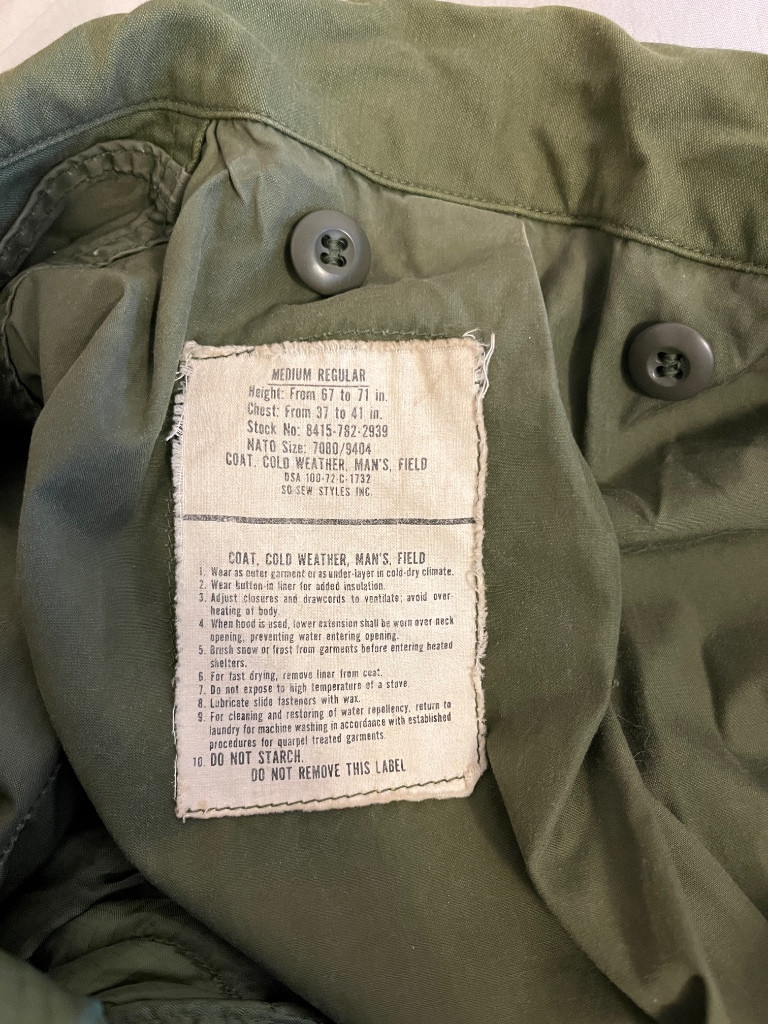 MEDIUM REGULAR
Height: From 67 to 71 in.
Chest: From 37 to 41 in.
Stock No: 8415-782-2939
NATO Size: 7080/9404
COAT, COLD WEATHER, MAN'S, FIELD
DSA 100-72-C-1732
SO-SEW STYLES INC.
COAT, COLD WEATHER, MAN'S, FIELD
1. Wear as outer garment or as under-layer in cold-dry climate.
2. Wear button-in liner for added insulation.
3. Adjust closures and drawcords to ventilate; avoid over-
heating of body.
4. When hood is used, lower extension shall be worn over neck
opening, preventing water entering opening.
5. Brush snow or frost from garments before entering heated
shelters.
6. For fast drying, remove liner from coat.
7. Do not expose to high temperature of a stove.
8. Lubricate slide fasteners with wax.
9. For cleaning and restoring of water repellency, return to
laundry for machine washing in accordance with established
procedures for quarpel treated garments.
10. DO NOT STARCH.
DO NOT REMOVE THIS LABEL